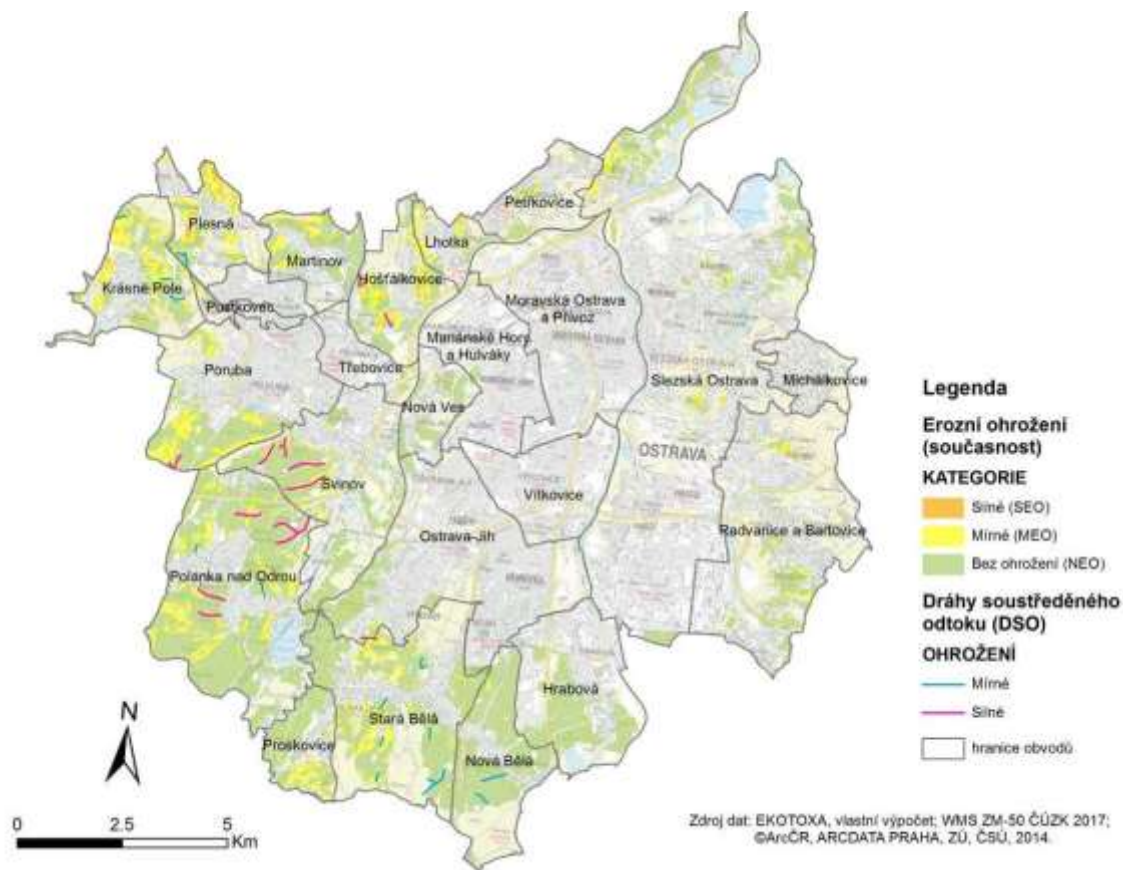 Petřkovice
Plesná
Lhotka
Martinov
Hošťálkovice
Krásné Pole
Pustkovec
Moravská Ostrava
a Přívoz
Mariánské Hory
a Hulváky
Poruba
Třebovice
Slezská Ostrava
Michálkovice
Nová Ves
OSTRAVA
Svinov
Vítkovice
Radvanice a Bartovice
Ostrava-Jih
Polanka nad Odrou
Hrabová
Stará Bělá
Proskovice
Nová Bělá
N
0 2.5 5
Km
Legenda
Erozní ohrožení
(současnost)
KATEGORIE
Silné (SEO)
Mírné (MEO)
Bez ohrožení (NEO)
Dráhy soustředěného
odtoku (DSO)
OHROŽENÍ
Mírné
Silné
hranice obvodů
Zdroj dat: EKOTOXA, vlastní výpočet; WMS ZM-50 ČÚZK 2017;
©ArcČR, ARCDATA PRAHA, ZÚ, ČSÚ, 2014.